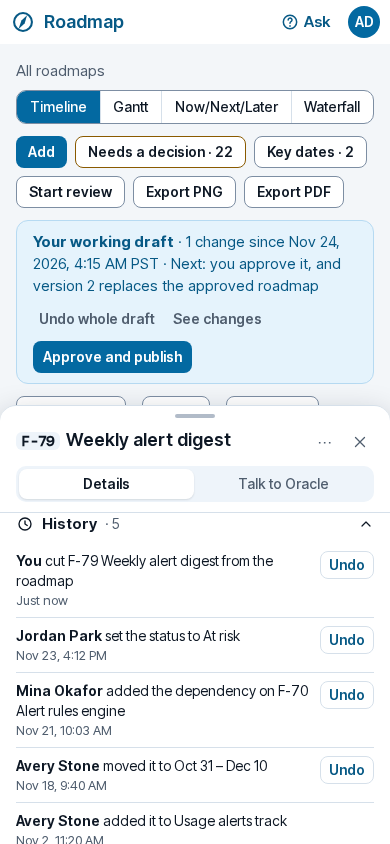 Roadmap
Ask
AD
All roadmaps
Timeline
Gantt
Now/Next/Later
Waterfall
Add
Needs a decision · 22
Key dates · 2
Start review
Export PNG
Export PDF
Your working draft · 1 change since Nov 24,
2026, 4:15 AM PST · Next: you approve it, and
version 2 replaces the approved roadmap
Undo whole draft
See changes
Approve and publish
F-79 Weekly alert digest
Details
Talk to Oracle
History · 5
You cut F-79 Weekly alert digest from the
roadmap
Undo
Just now
Jordan Park set the status to At risk
Undo
Nov 23, 4:12 PM
Mina Okafor added the dependency on F-70
Alert rules engine
Undo
Nov 21, 10:03 AM
Avery Stone moved it to Oct 31 – Dec 10
Undo
Nov 18, 9:40 AM
Avery Stone added it to Usage alerts track
Nov 2, 11:20 AM